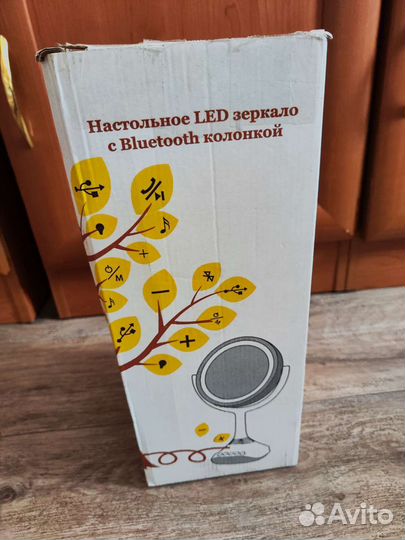 Настольное LED зеркало
с Bluetooth колонкой
M
Avito